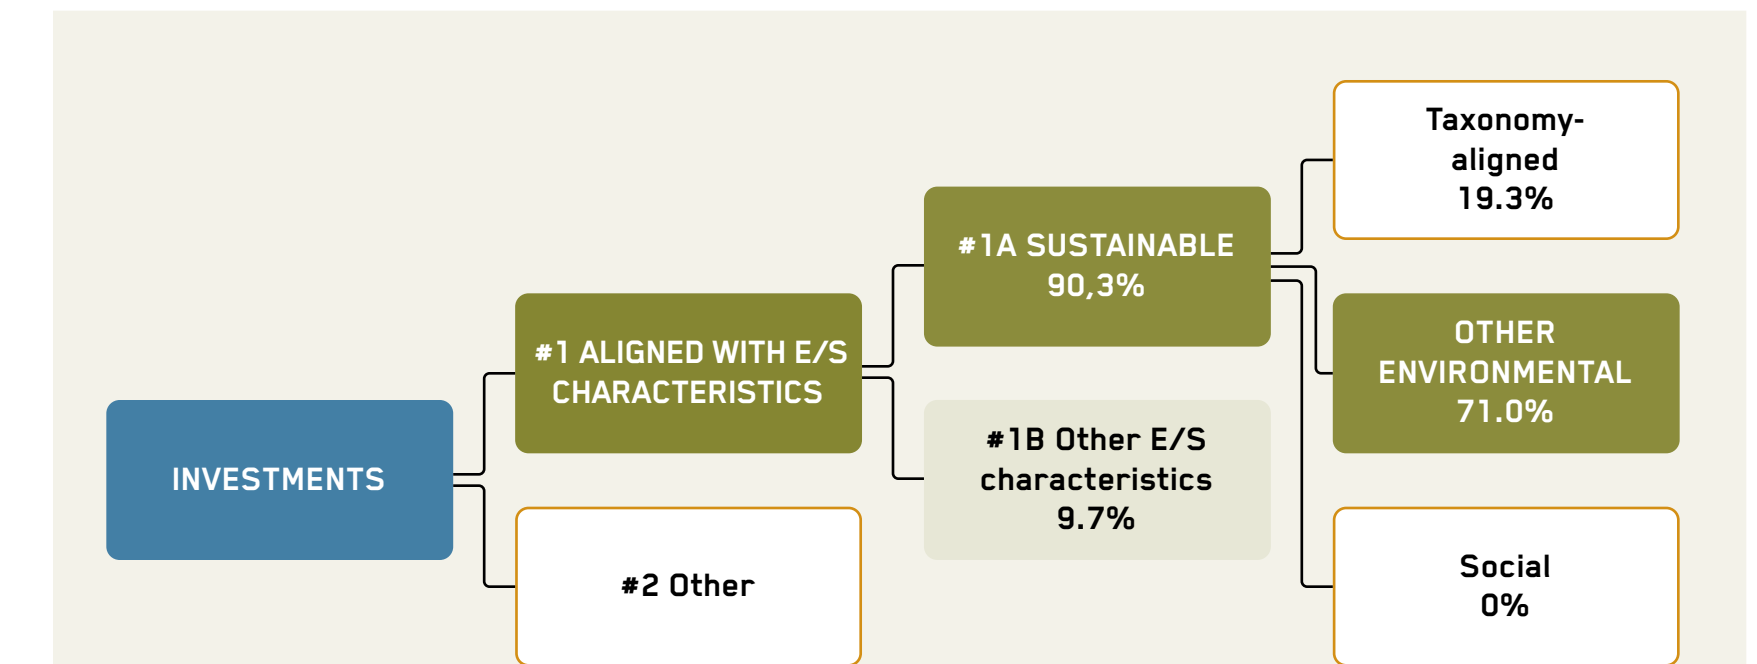 INVESTMENTS
#1 ALIGNED WITH E/S
CHARACTERISTICS
#2 Other
#1A SUSTAINABLE
90,3%
#1B Other E/S
characteristics
9.7%
Taxonomy-
aligned
19.3%
OTHER
ENVIRONMENTAL
71.0%
Social
0%